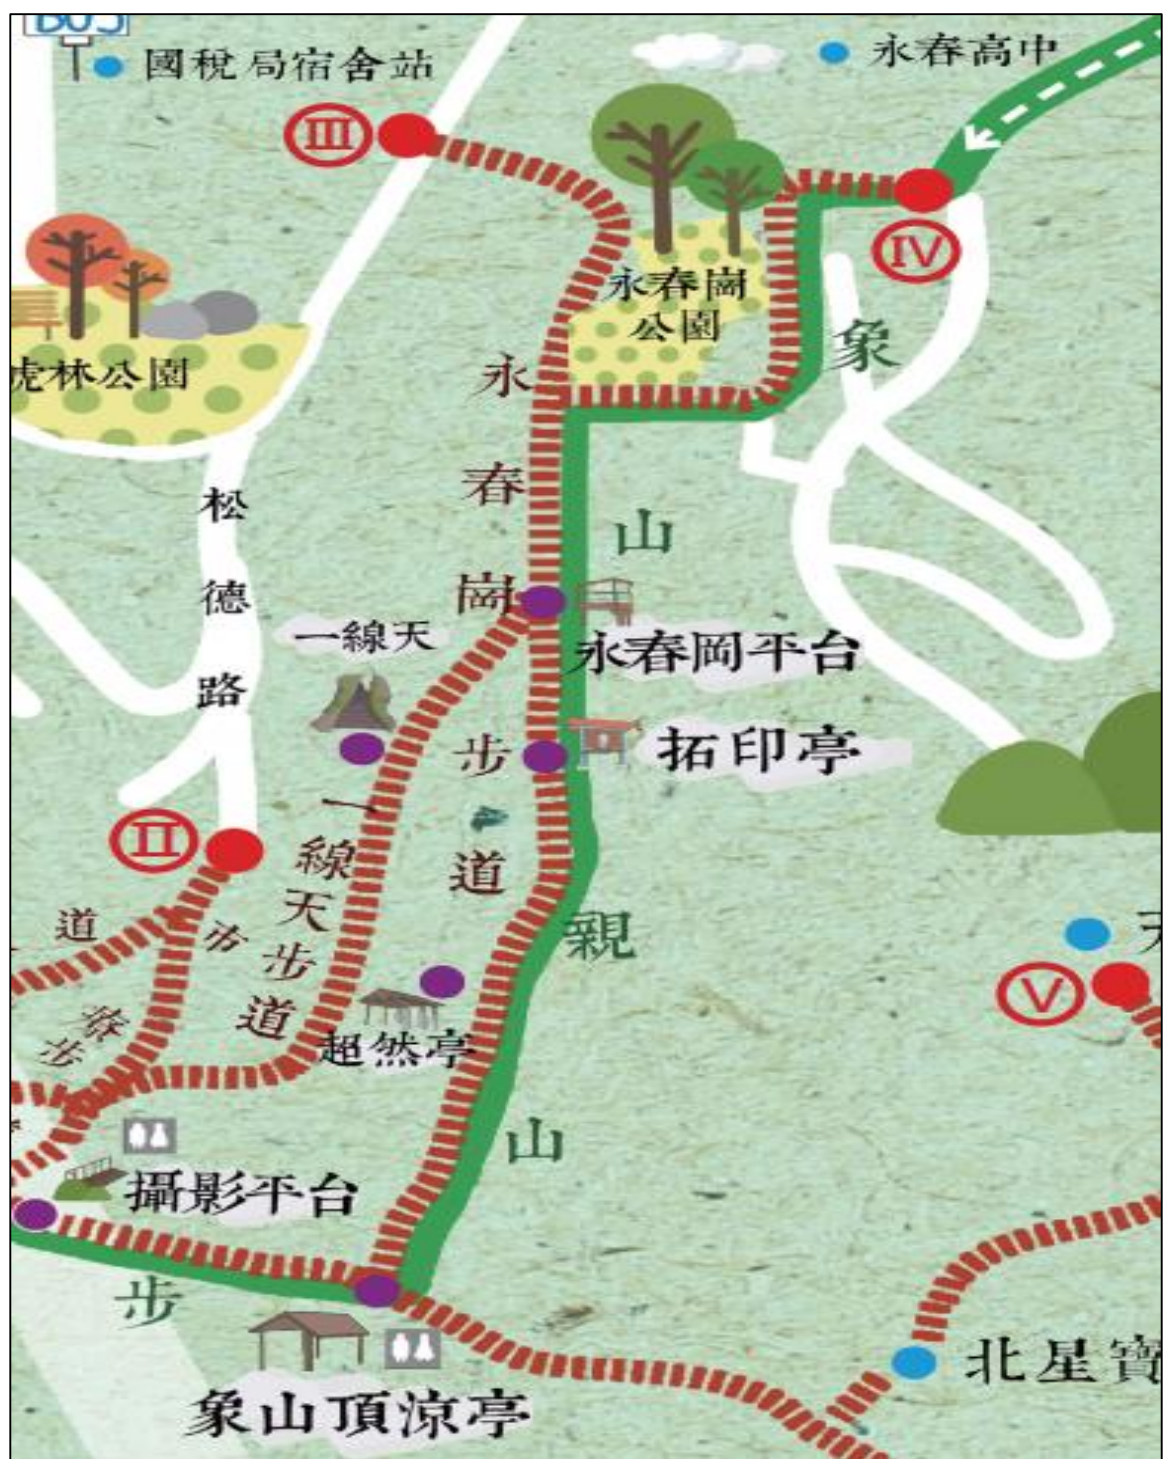 B05
國稅局宿舍站
永春高中
III
IV
永春崗
公園
虎林公園
象
永
春
崗
步
道
松
德
路
山
一線天
永春岡平台
拓印亭
II
一
線
天
步
道
道
步
親
V
天
超然亭
山
攝影平台
步
北星寶
象山頂涼亭